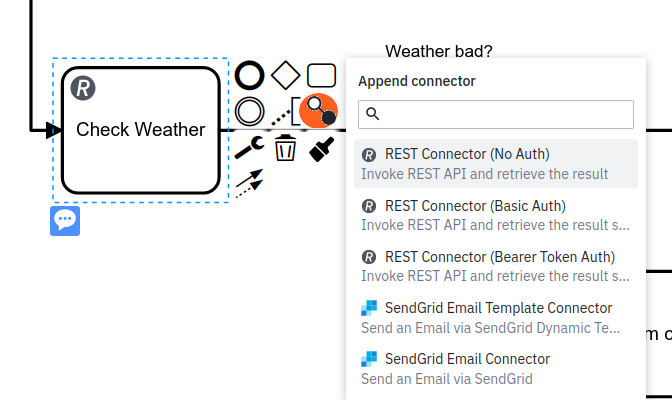 Weather bad?
Append connector
R
Check Weather
R REST Connector (No Auth)
Invoke REST API and retrieve the result
R REST Connector (Basic Auth)
Invoke REST API and retrieve the result s...
R REST Connector (Bearer Token Auth)
Invoke REST API and retrieve the result s...
SendGrid Email Template Connector
Send an Email via SendGrid Dynamic Te...
m o
SendGrid Email Connector
Send an Email via SendGrid